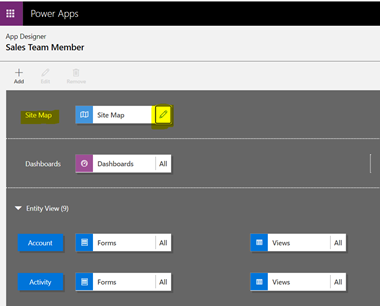 Power Apps
App Designer
Sales Team Member
Add Edit Remove
Site Map Site Map
Dashboards Dashboards All
Entity View (9)
Account Forms All Views All
Activity Forms All Views All